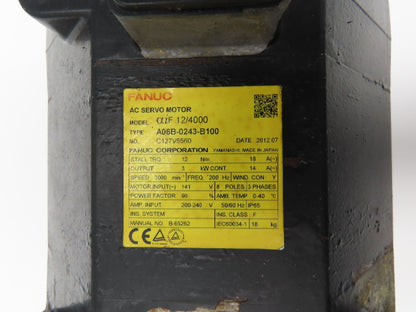 FANUC
AC SERVO MOTOR
MODEL αiF 12/4000
TYPE A06B-0243-B100
NO. C127V5560 DATE 2012.07
FANUC CORPORATION YAMANASHI, MADE IN JAPAN
STALL TRQ. 12 Nm 18 A(~)
OUTPUT 3 kW CONT. 14 A(~)
SPEED 3000 min⁻¹ FREQ. 200 Hz WIND. CON. Y
MOTOR INPUT(~) 141 V 8 POLES 3 PHASES
POWER FACTOR 90 % AMB. TEMP. 0-40 ℃
AMP. INPUT 200-240 V 50/60 Hz IP65
INS. SYSTEM INS. CLASS F
MANUAL NO. B-65262 IEC60034-1 18 kg
CE